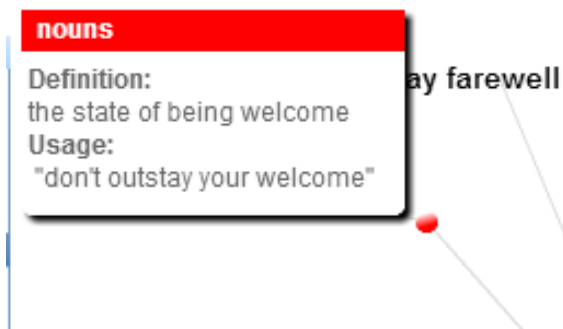 nouns
Definition:
ay farewell
the state of being welcome
Usage:
"don't outstay your welcome"